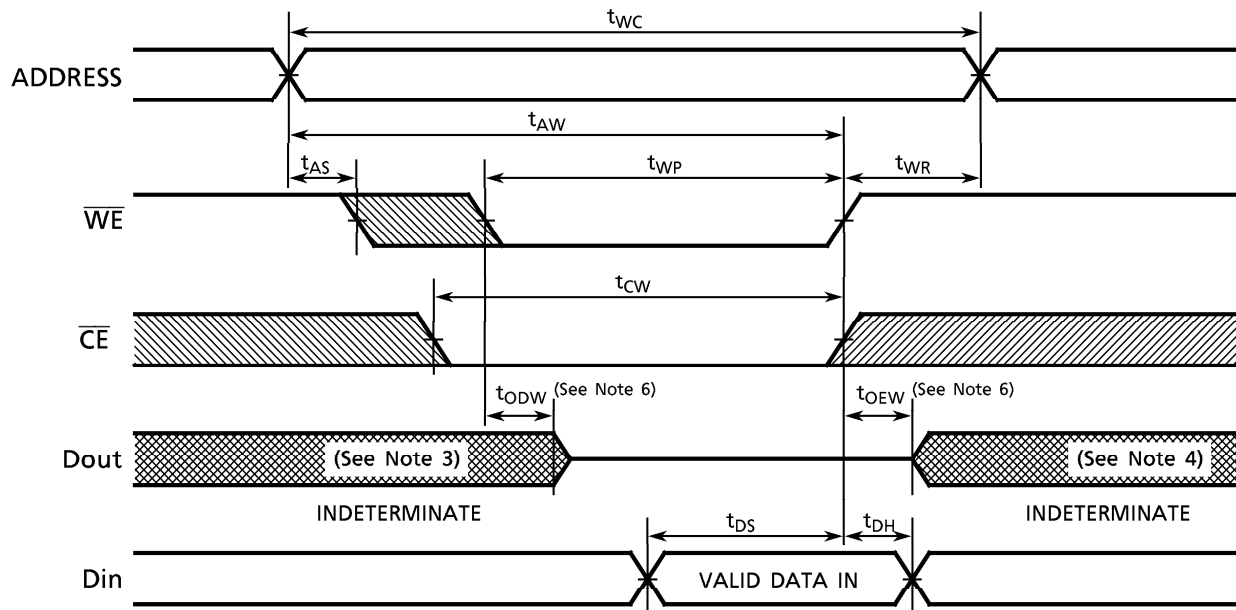 tWC
ADDRESS
tAW
tAS
tWP
tWR
WE
tCW
CE
tODW (See Note 6)
tOEW (See Note 6)
Dout
(See Note 3)
(See Note 4)
INDETERMINATE
INDETERMINATE
tDS
tDH
Din
VALID DATA IN